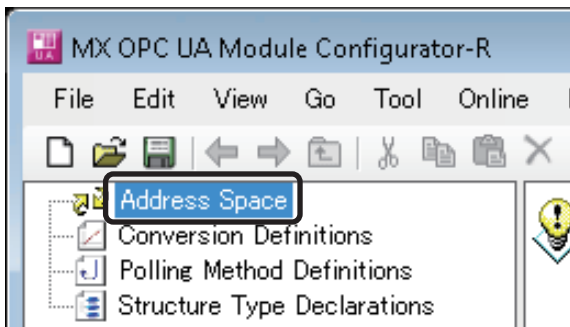 MX OPC UA Module Configurator-R
File Edit View Go Tool Online
Address Space
Conversion Definitions
Polling Method Definitions
Structure Type Declarations